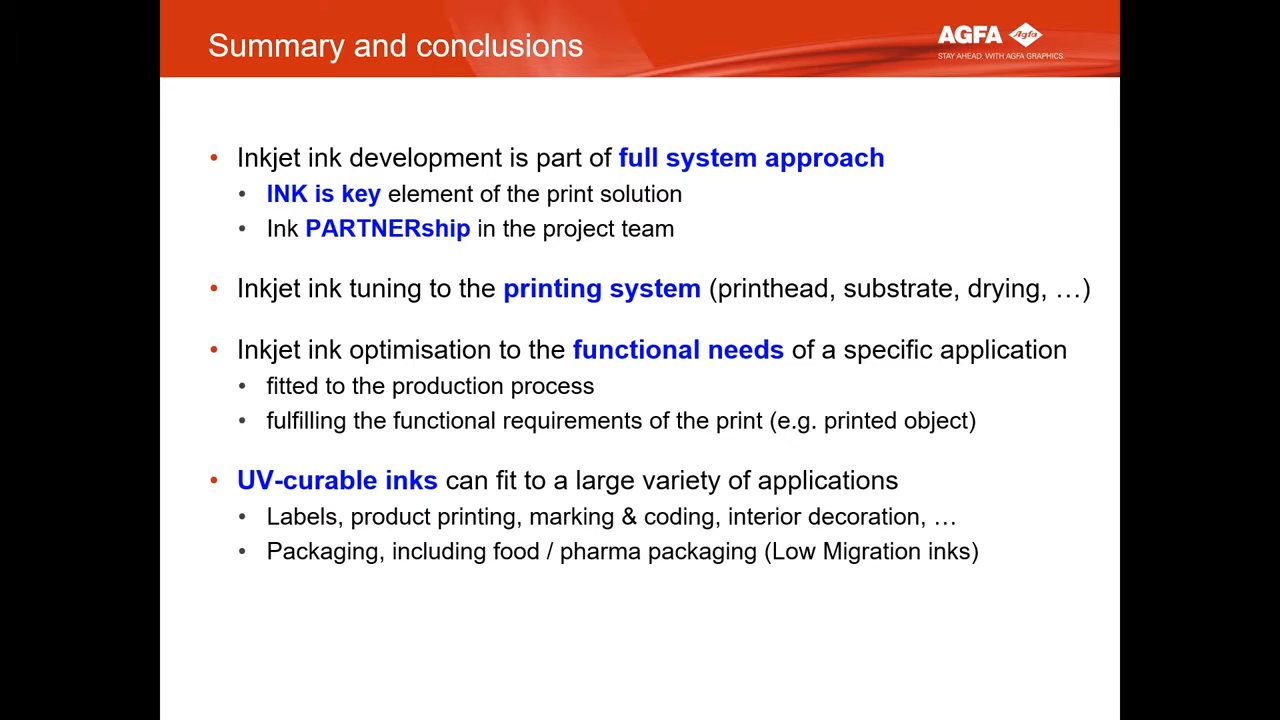 Summary and conclusions
AGFA Agfa
STAY AHEAD. WITH AGFA GRAPHICS.
• Inkjet ink development is part of full system approach
• INK is key element of the print solution
• Ink PARTNERship in the project team
• Inkjet ink tuning to the printing system (printhead, substrate, drying, …)
• Inkjet ink optimisation to the functional needs of a specific application
• fitted to the production process
• fulfilling the functional requirements of the print (e.g. printed object)
• UV-curable inks can fit to a large variety of applications
• Labels, product printing, marking & coding, interior decoration, …
• Packaging, including food / pharma packaging (Low Migration inks)